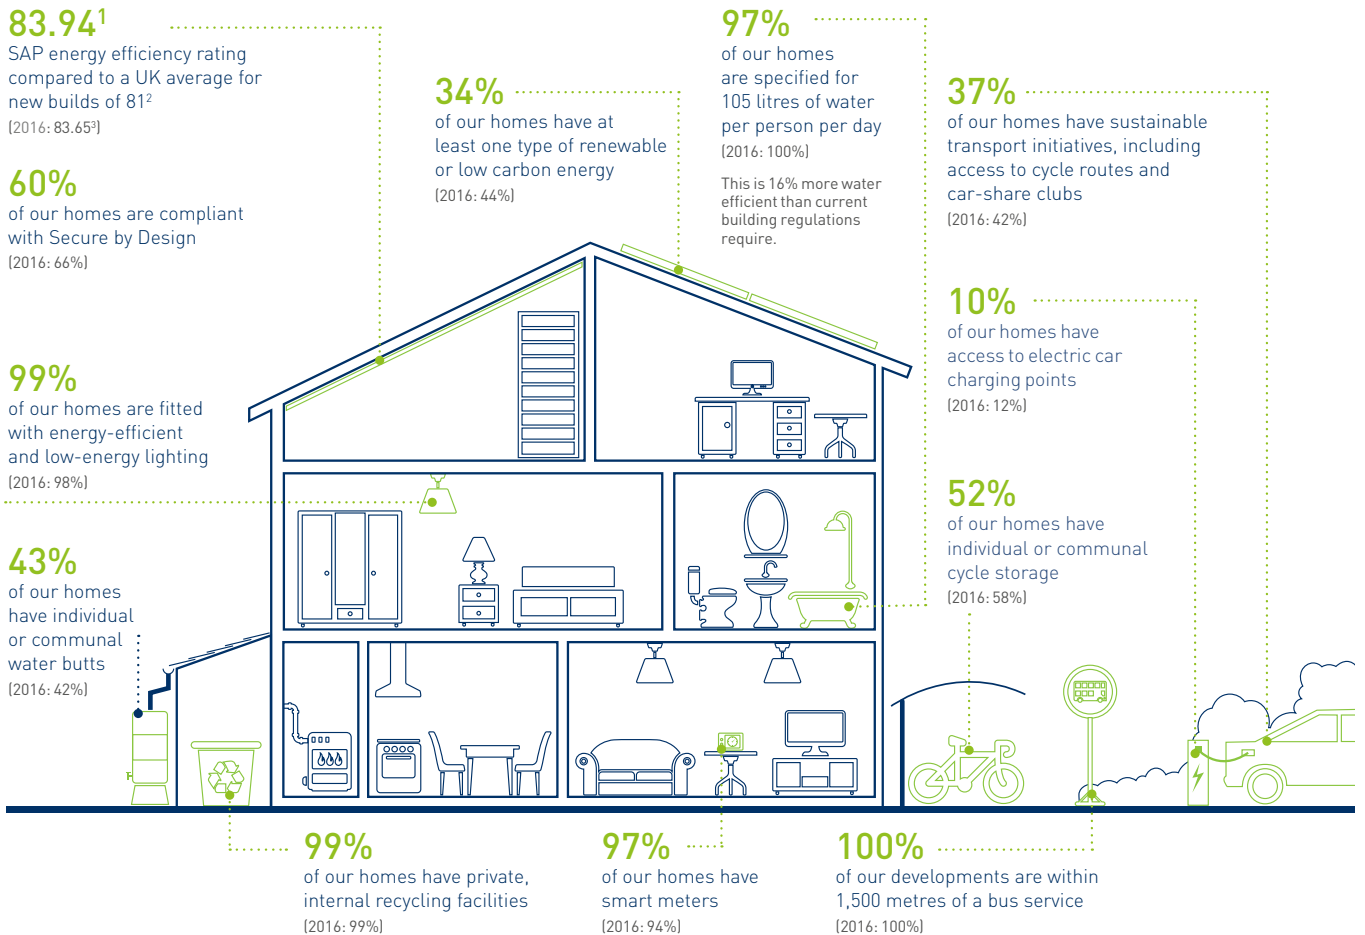 83.94¹
SAP energy efficiency rating
compared to a UK average for
new builds of 81²
(2016: 83.65³)
60%
of our homes are compliant
with Secure by Design
(2016: 66%)
99%
of our homes are fitted
with energy-efficient
and low-energy lighting
(2016: 98%)
43%
of our homes
have individual
or communal
water butts
(2016: 42%)
34%
of our homes have at
least one type of renewable
or low carbon energy
(2016: 44%)
97%
of our homes
are specified for
105 litres of water
per person per day
(2016: 100%)
This is 16% more water
efficient than current
building regulations
require.
37%
of our homes have sustainable
transport initiatives, including
access to cycle routes and
car-share clubs
(2016: 42%)
10%
of our homes have
access to electric car
charging points
(2016: 12%)
52%
of our homes have
individual or communal
cycle storage
(2016: 58%)
99%
of our homes have private,
internal recycling facilities
(2016: 99%)
97%
of our homes have
smart meters
(2016: 94%)
100%
of our developments are within
1,500 metres of a bus service
(2016: 100%)